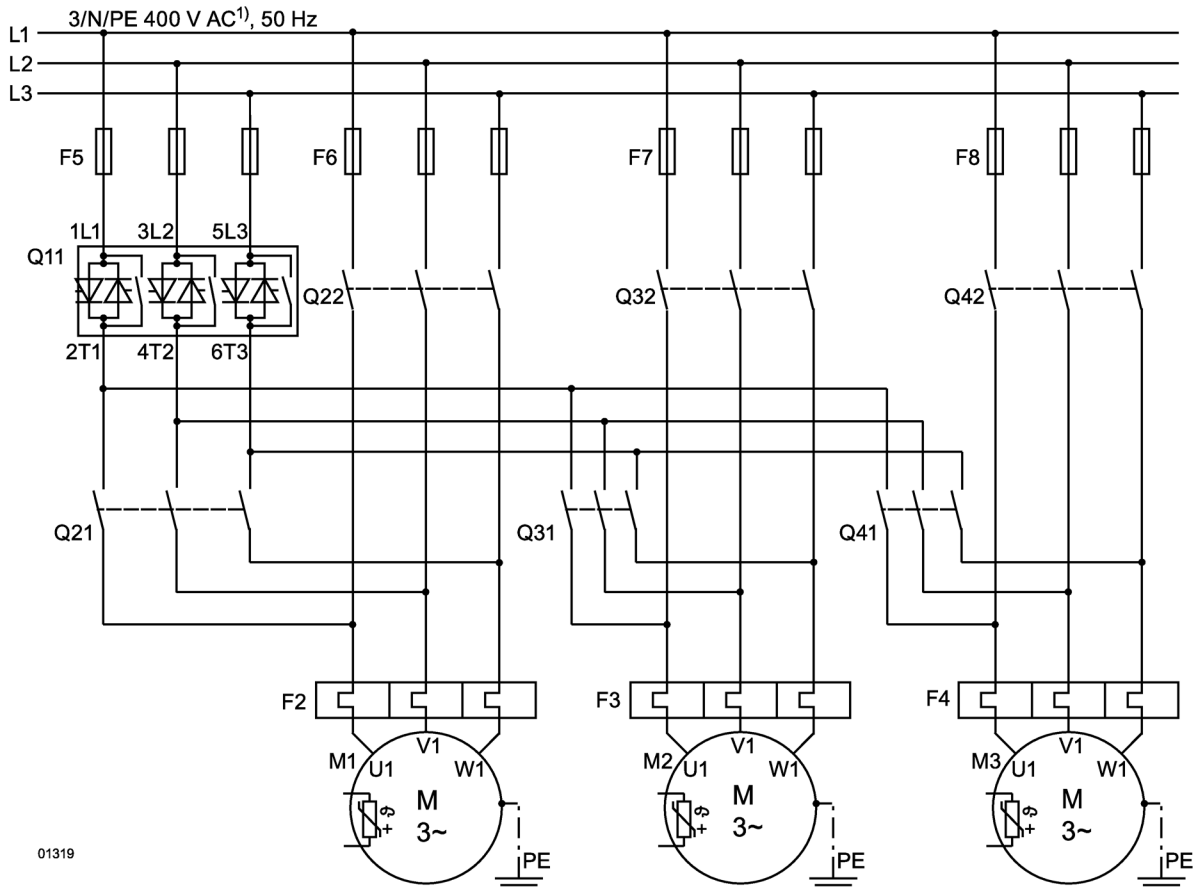 3/N/PE 400 V AC1), 50 Hz
L1
L2
L3
F5 F6 F7 F8
1L1 3L2 5L3
Q11
Q22 Q32 Q42
2T1 4T2 6T3
Q21 Q31 Q41
F2 F3 F4
M1 U1 V1 W1 M2 U1 V1 W1 M3 U1 V1 W1
M M M
3~ 3~ 3~
ϑ ϑ ϑ
+ + +
01319
PE PE PE